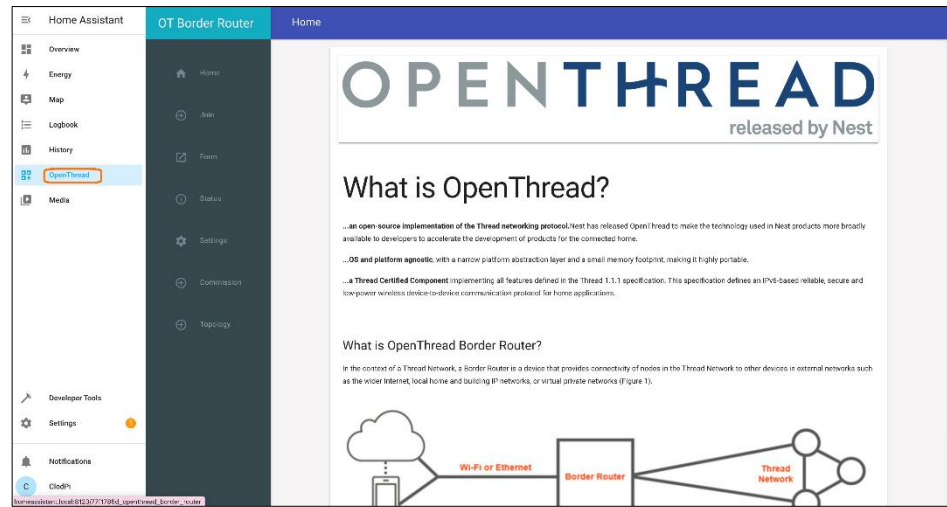 Home Assistant
Overview
Energy
Map
Logbook
History
OpenThread
Media
Developer Tools
Settings
1
Notifications
C
ClodPi
homeassistant.local:8123/77f1785d_openthread_border_router
OT Border Router
Home
Join
Form
Status
Settings
Commission
Topology
Home
OPENTHREAD
released by Nest
What is OpenThread?
...an open-source implementation of the Thread networking protocol.Nest has released OpenThread to make the technology used in Nest products more broadly
available to developers to accelerate the development of products for the connected home.
...OS and platform agnostic, with a narrow platform abstraction layer and a small memory footprint, making it highly portable.
...a Thread Certified Component implementing all features defined in the Thread 1.1.1 specification. This specification defines an IPv6-based reliable, secure and
low-power wireless device-to-device communication protocol for home applications.
What is OpenThread Border Router?
In the context of a Thread Network, a Border Router is a device that provides connectivity of nodes in the Thread Network to other devices in external networks such
as the wider Internet, local home and building IP networks, or virtual private networks (Figure 1).
Wi-Fi or Ethernet
Border Router
Thread
Network